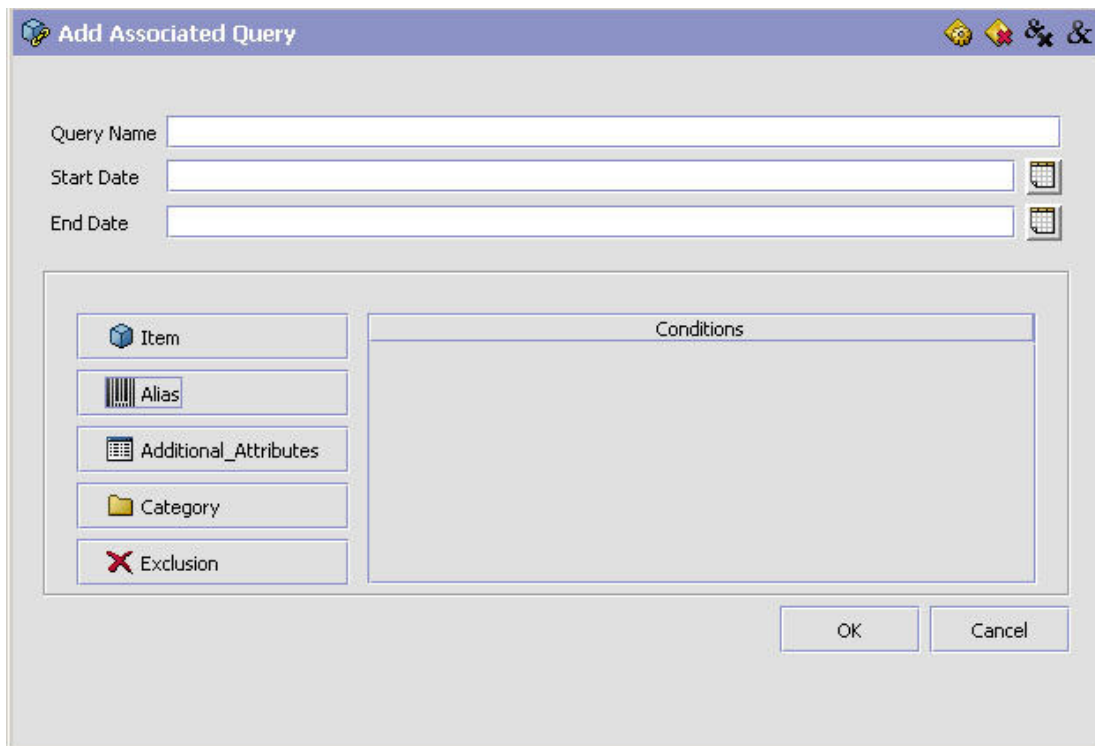 Add Associated Query
&
&
Query Name
Start Date
End Date
Item
Alias
Additional_Attributes
Category
Exclusion
Conditions
OK
Cancel